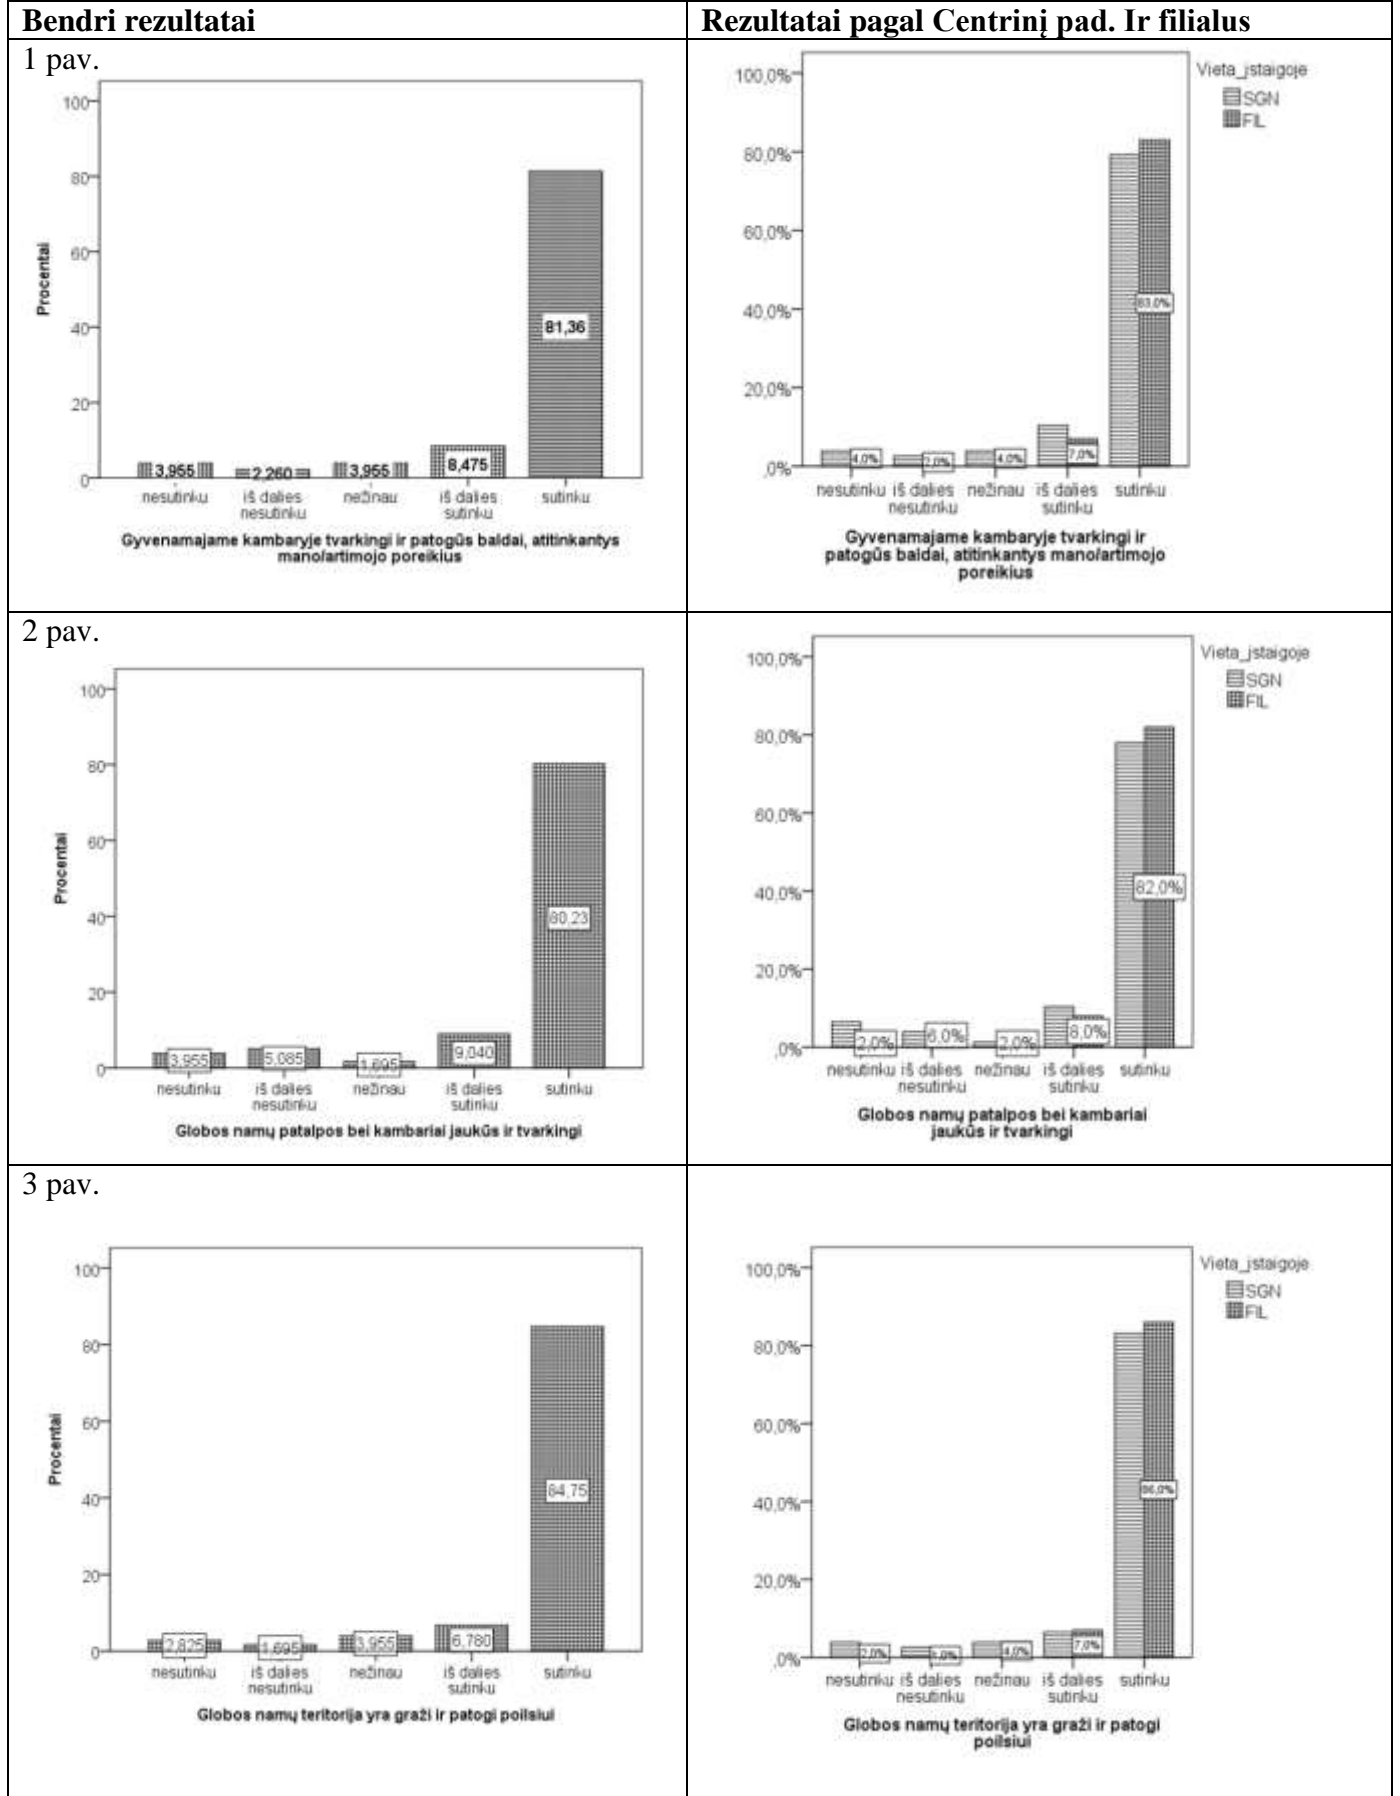 Bendri rezultatai
Rezultatai pagal Centrinį pad. Ir filialus
1 pav.
100
80
60
40
20
0
Procentai
3,955
2,260
3,955
8,475
81,36
nesutinku
iš dalies
nesutinku
nežinau
iš dalies
sutinku
sutinku
Gyvenamajame kambaryje tvarkingi ir patogūs baldai, atitinkantys
mano/artimojo poreikius
100,0%
80,0%
60,0%
40,0%
20,0%
,0%
4,0%
2,0%
4,0%
7,0%
83,0%
nesutinku
iš dalies
nesutinku
nežinau
iš dalies
sutinku
sutinku
Gyvenamajame kambaryje tvarkingi ir
patogūs baldai, atitinkantys mano/artimojo
poreikius
Vieta_įstaigoje
SGN
FIL
2 pav.
100
80
60
40
20
0
Procentai
3,955
5,085
1,695
9,040
80,23
nesutinku
iš dalies
nesutinku
nežinau
iš dalies
sutinku
sutinku
Globos namų patalpos bei kambariai jaukūs ir tvarkingi
100,0%
80,0%
60,0%
40,0%
20,0%
,0%
2,0%
6,0%
2,0%
8,0%
82,0%
nesutinku
iš dalies
nesutinku
nežinau
iš dalies
sutinku
sutinku
Globos namų patalpos bei kambariai
jaukūs ir tvarkingi
Vieta_įstaigoje
SGN
FIL
3 pav.
100
80
60
40
20
0
Procentai
2,825
1,695
3,955
6,780
84,75
nesutinku
iš dalies
nesutinku
nežinau
iš dalies
sutinku
sutinku
Globos namų teritorija yra graži ir patogi poilsiui
100,0%
80,0%
60,0%
40,0%
20,0%
,0%
2,0%
1,0%
4,0%
7,0%
86,0%
nesutinku
iš dalies
nesutinku
nežinau
iš dalies
sutinku
sutinku
Globos namų teritorija yra graži ir patogi
poilsiui
Vieta_įstaigoje
SGN
FIL